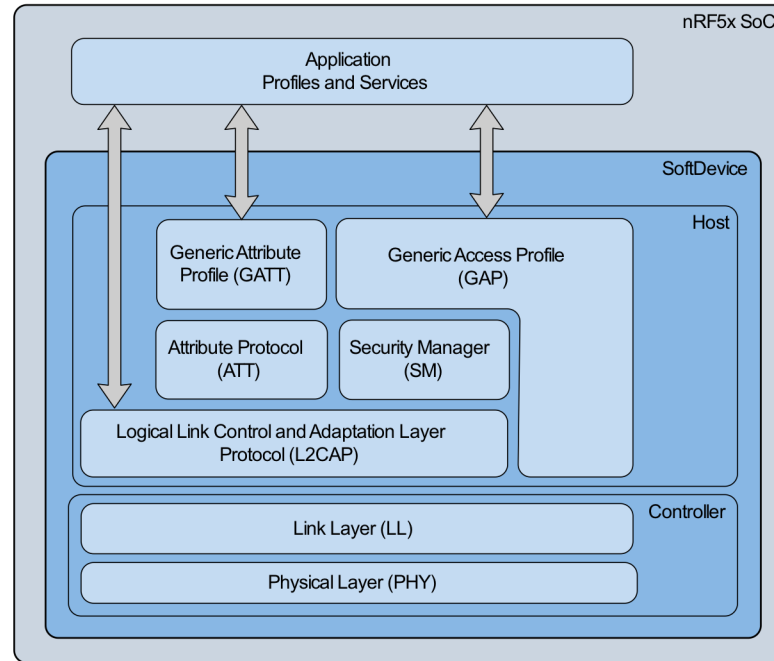 nRF5x SoC
Application
Profiles and Services
SoftDevice
Host
Generic Attribute
Profile (GATT)
Generic Access Profile
(GAP)
Attribute Protocol
(ATT)
Security Manager
(SM)
Logical Link Control and Adaptation Layer
Protocol (L2CAP)
Controller
Link Layer (LL)
Physical Layer (PHY)